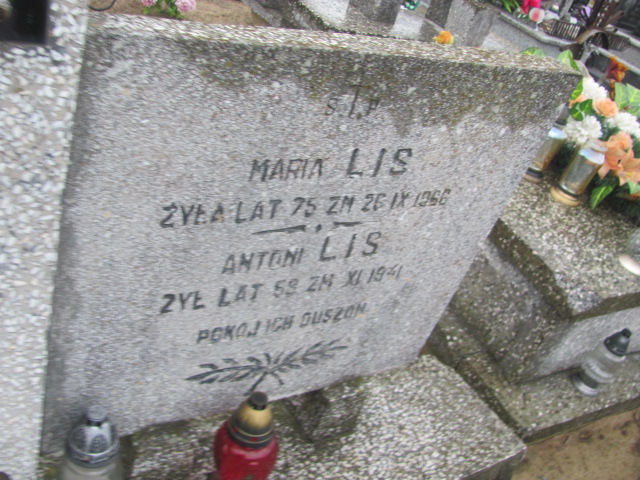 Ś.†P.
MARIA LIS
ŻYŁA LAT 75 ZM 26 IX 1966
ANTONI LIS
ŻYŁ LAT 59 ZM XI 1941
POKÓJ ICH DUSZOM